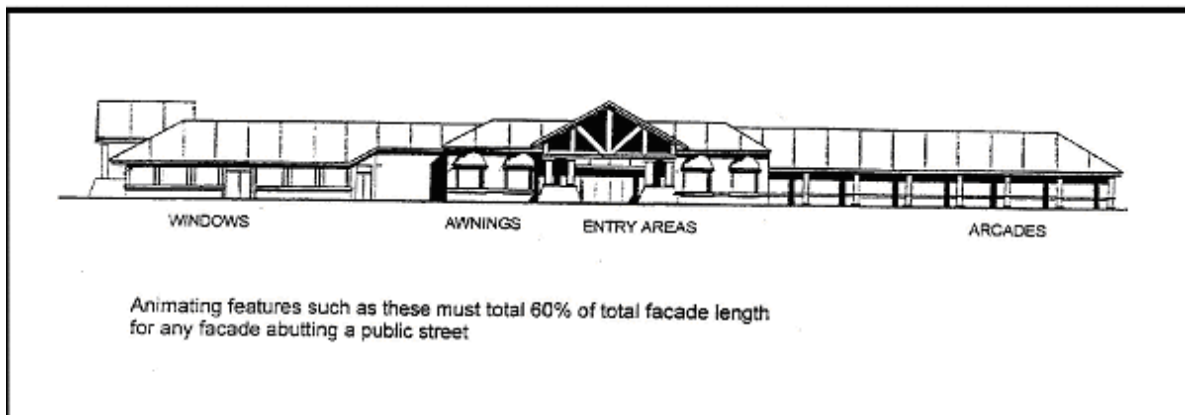 WINDOWS AWNINGS ENTRY AREAS ARCADES
Animating features such as these must total 60% of total facade length
for any facade abutting a public street